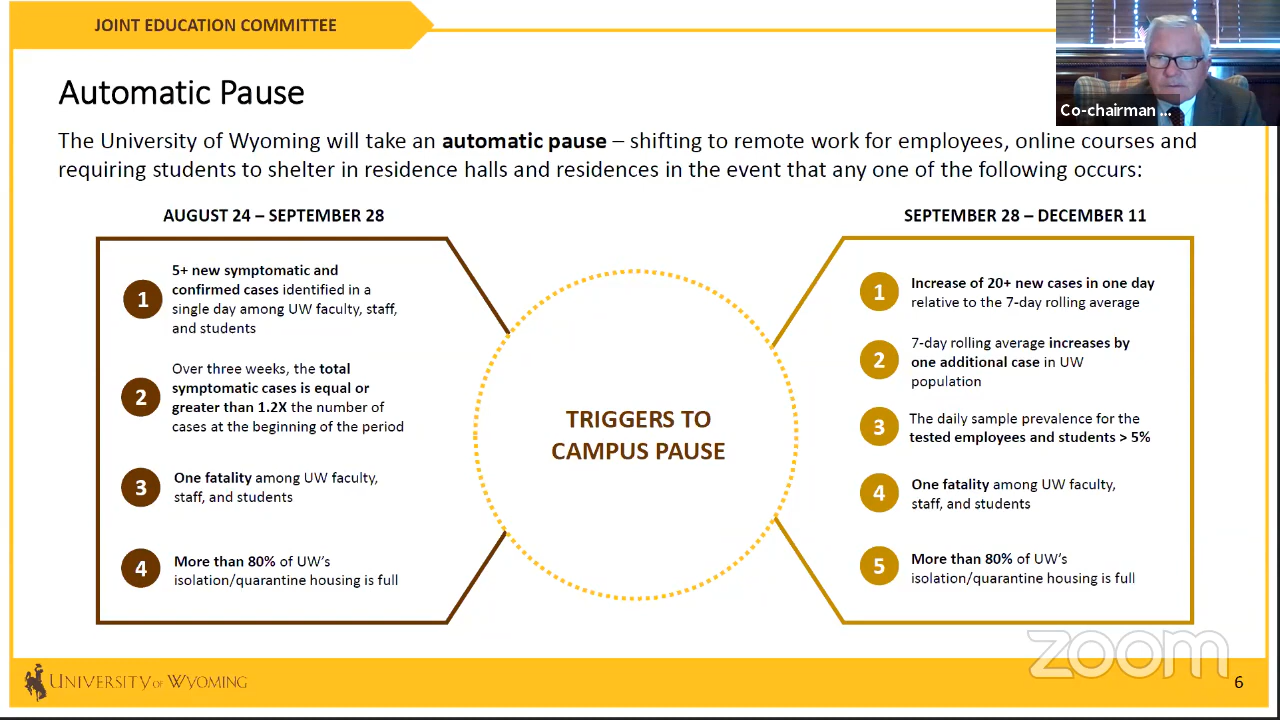 JOINT EDUCATION COMMITTEE
Co-chairman ...
Automatic Pause
The University of Wyoming will take an automatic pause – shifting to remote work for employees, online courses and
requiring students to shelter in residence halls and residences in the event that any one of the following occurs:
AUGUST 24 – SEPTEMBER 28
1
5+ new symptomatic and
confirmed cases identified in a
single day among UW faculty, staff,
and students
2
Over three weeks, the total
symptomatic cases is equal or
greater than 1.2X the number of
cases at the beginning of the period
3
One fatality among UW faculty,
staff, and students
4
More than 80% of UW's
isolation/quarantine housing is full
TRIGGERS TO
CAMPUS PAUSE
SEPTEMBER 28 – DECEMBER 11
1
Increase of 20+ new cases in one day
relative to the 7-day rolling average
2
7-day rolling average increases by
one additional case in UW
population
3
The daily sample prevalence for the
tested employees and students > 5%
4
One fatality among UW faculty,
staff, and students
5
More than 80% of UW's
isolation/quarantine housing is full
zoom
UNIVERSITY OF WYOMING
6